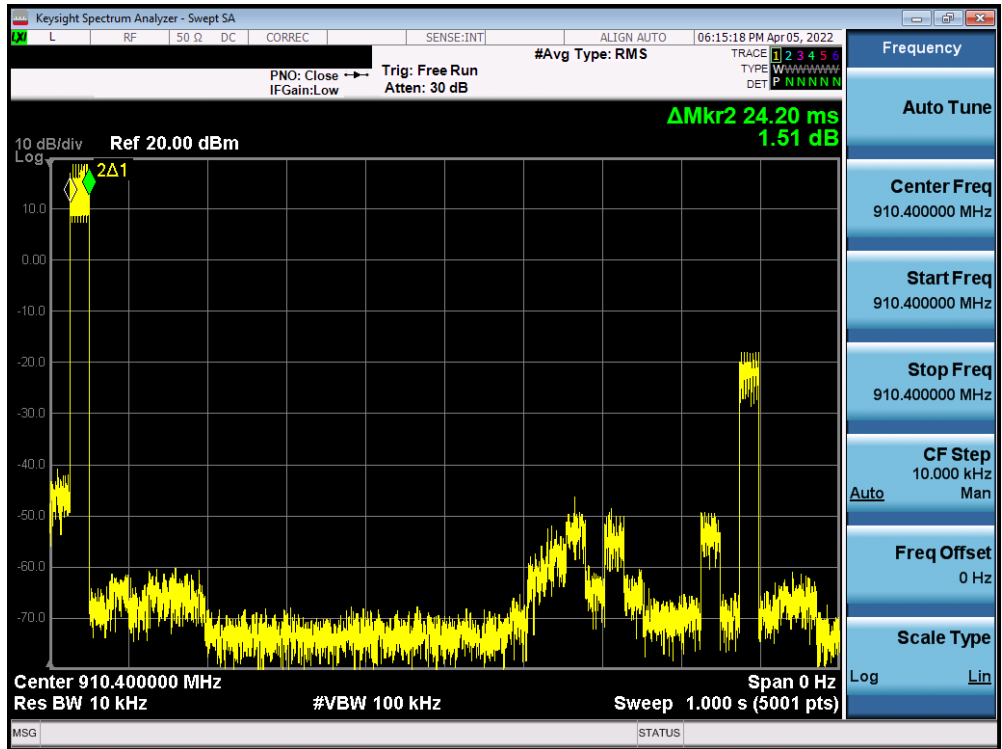 Keysight Spectrum Analyzer - Swept SA
LXI L RF 50 Ω DC CORREC SENSE:INT ALIGN AUTO 06:15:18 PM Apr 05, 2022
PNO: Close
IFGain:Low
Trig: Free Run
Atten: 30 dB
#Avg Type: RMS
TRACE 1 2 3 4 5 6
TYPE WWWWWW
DET P N N N N N
ΔMkr2 24.20 ms
1.51 dB
10 dB/div Ref 20.00 dBm
Log
2Δ1
10.0
0.00
-10.0
-20.0
-30.0
-40.0
-50.0
-60.0
-70.0
Center 910.400000 MHz Span 0 Hz
Res BW 10 kHz #VBW 100 kHz Sweep 1.000 s (5001 pts)
MSG STATUS
Frequency
Auto Tune
Center Freq
910.400000 MHz
Start Freq
910.400000 MHz
Stop Freq
910.400000 MHz
CF Step
10.000 kHz
Auto Man
Freq Offset
0 Hz
Scale Type
Log Lin